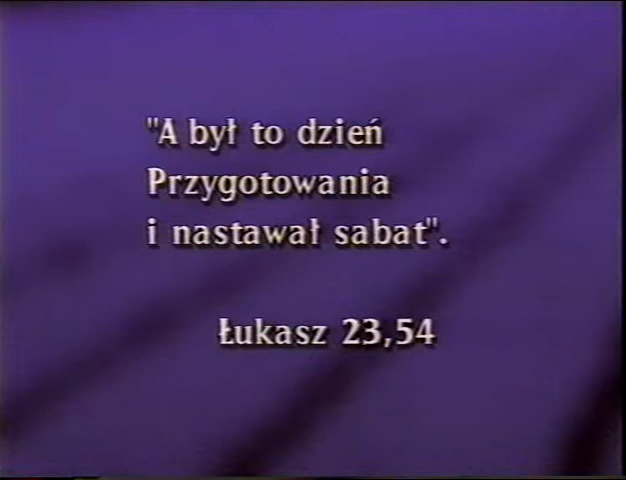 "A był to dzień
Przygotowania
i nastawał sabat".
Łukasz 23,54